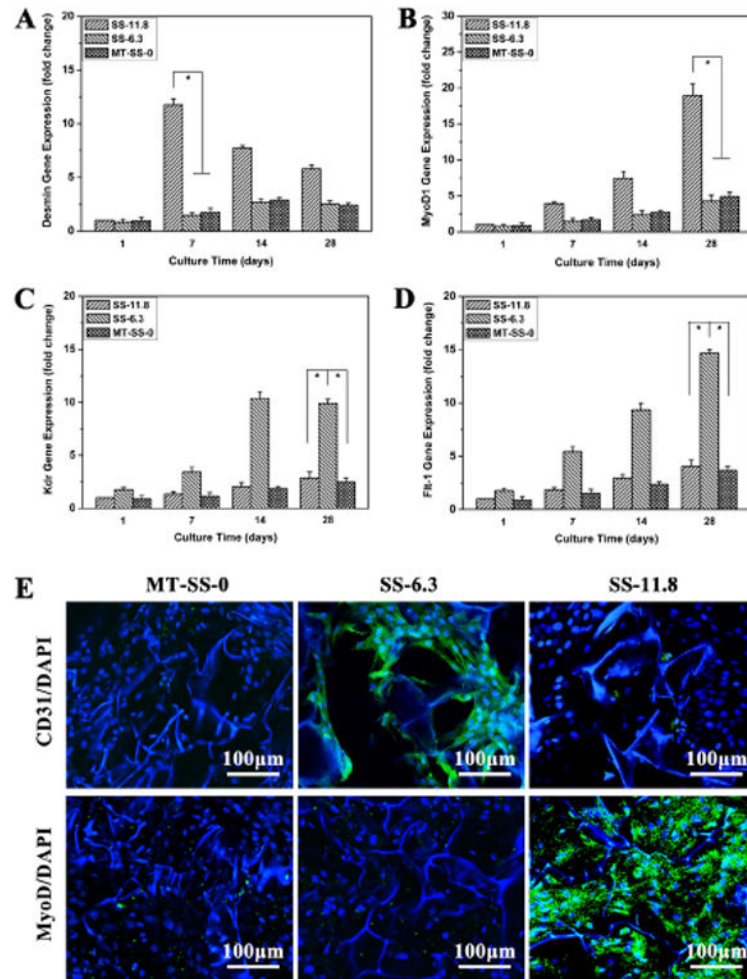 A
SS-11.8
SS-6.3
MT-SS-0
*
Desmin Gene Expression (fold change)
20
15
10
5
0
1 7 14 28
Culture Time (days)
B
SS-11.8
SS-6.3
MT-SS-0
*
MyoD1 Gene Expression (fold change)
20
15
10
5
0
1 7 14 28
Culture Time (days)
C
SS-11.8
SS-6.3
MT-SS-0
* *
Kdr Gene Expression (fold change)
20
15
10
5
0
1 7 14 28
Culture Time (days)
D
SS-11.8
SS-6.3
MT-SS-0
* *
Flt-1 Gene Expression (fold change)
20
15
10
5
0
1 7 14 28
Culture Time (days)
E
MT-SS-0 SS-6.3 SS-11.8
CD31/DAPI
100µm 100µm 100µm
MyoD/DAPI
100µm 100µm 100µm